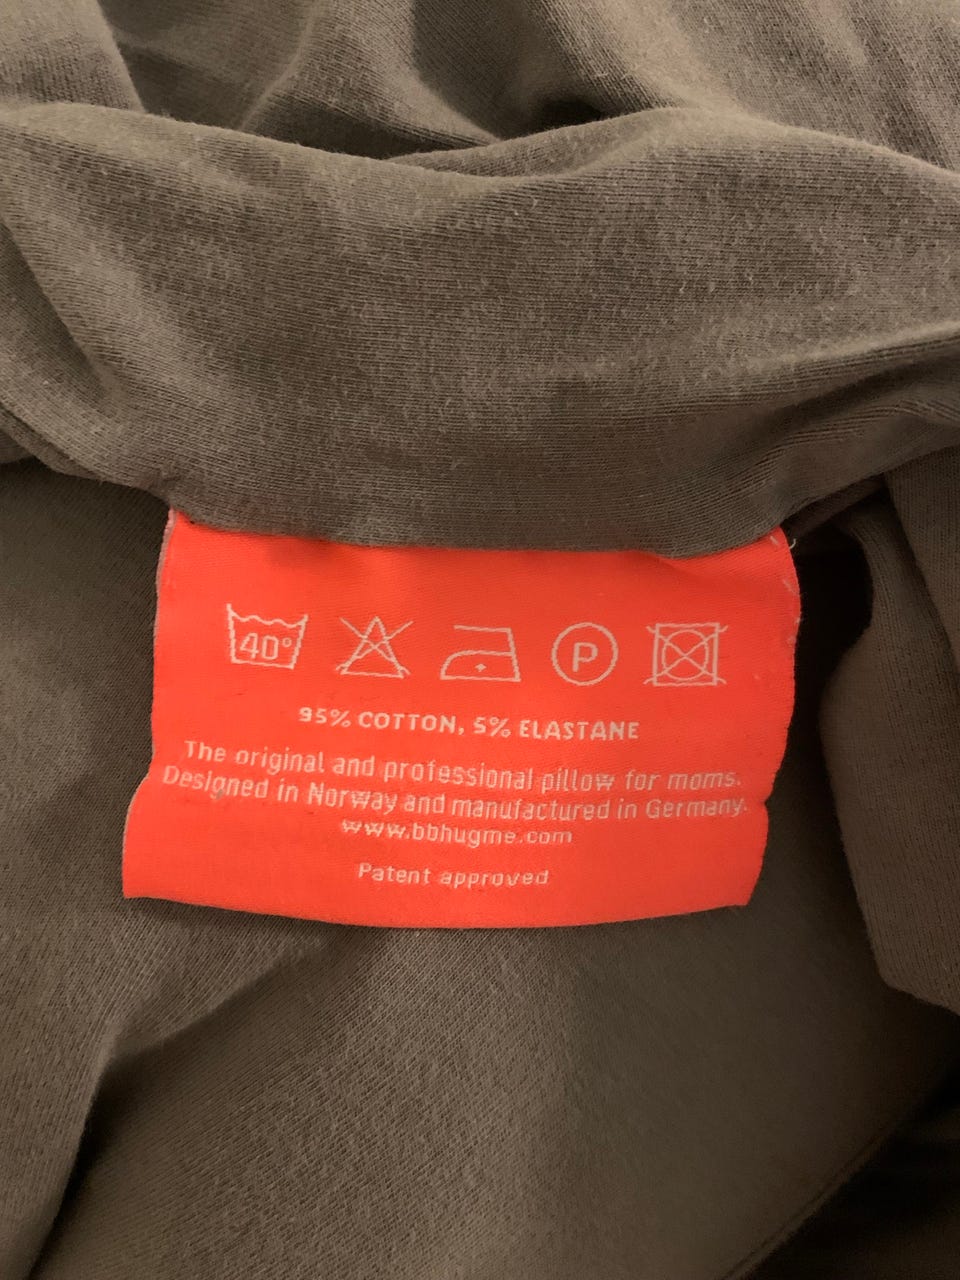 40°
P
95% COTTON, 5% ELASTANE
The original and professional pillow for moms.
Designed in Norway and manufactured in Germany.
www.bbhugme.com
Patent approved